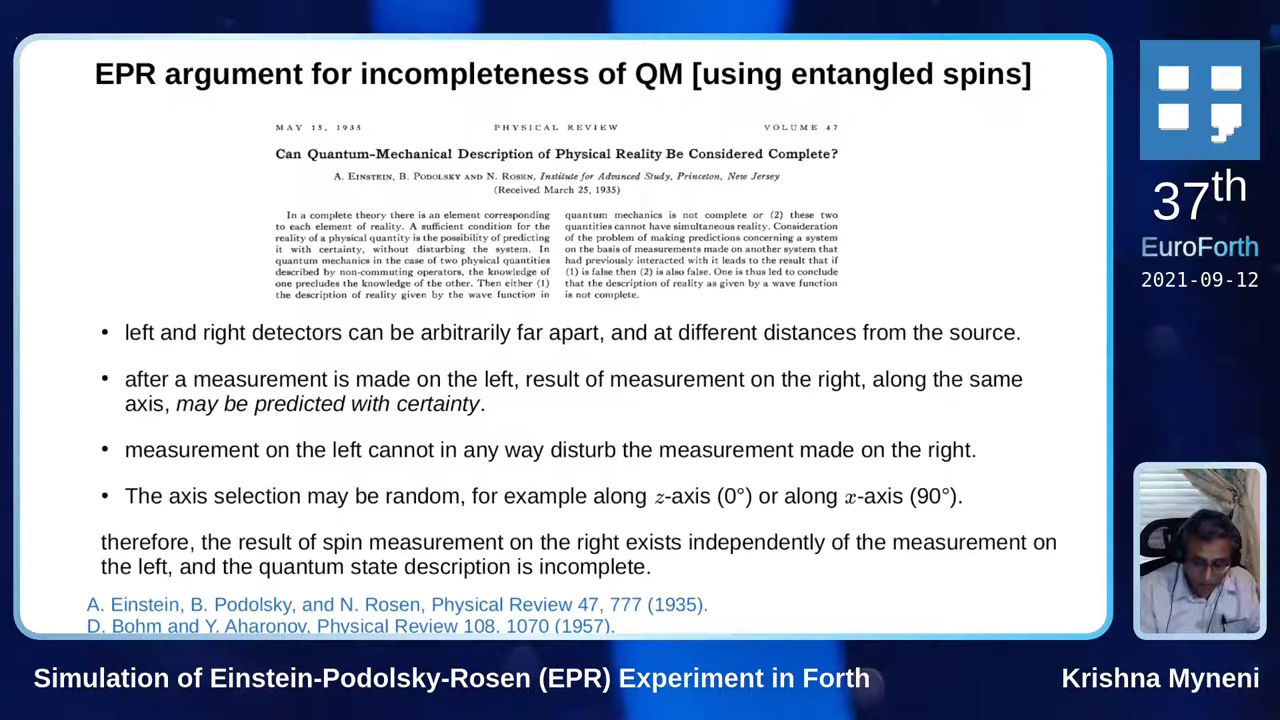 EPR argument for incompleteness of QM [using entangled spins]
MAY 15, 1935 PHYSICAL REVIEW VOLUME 47
Can Quantum-Mechanical Description of Physical Reality Be Considered Complete?
A. EINSTEIN, B. PODOLSKY AND N. ROSEN, Institute for Advanced Study, Princeton, New Jersey
(Received March 25, 1935)
In a complete theory there is an element corresponding
to each element of reality. A sufficient condition for the
reality of a physical quantity is the possibility of predicting
it with certainty, without disturbing the system. In
quantum mechanics in the case of two physical quantities
described by non-commuting operators, the knowledge of
one precludes the knowledge of the other. Then either (1)
the description of reality given by the wave function in
quantum mechanics is not complete or (2) these two
quantities cannot have simultaneous reality. Consideration
of the problem of making predictions concerning a system
on the basis of measurements made on another system that
had previously interacted with it leads to the result that if
(1) is false then (2) is also false. One is thus led to conclude
that the description of reality as given by a wave function
is not complete.
• left and right detectors can be arbitrarily far apart, and at different distances from the source.
• after a measurement is made on the left, result of measurement on the right, along the same
axis, may be predicted with certainty.
• measurement on the left cannot in any way disturb the measurement made on the right.
• The axis selection may be random, for example along z-axis (0°) or along x-axis (90°).
therefore, the result of spin measurement on the right exists independently of the measurement on
the left, and the quantum state description is incomplete.
A. Einstein, B. Podolsky, and N. Rosen, Physical Review 47, 777 (1935).
D. Bohm and Y. Aharonov, Physical Review 108, 1070 (1957).
37th
EuroForth
2021-09-12
Simulation of Einstein-Podolsky-Rosen (EPR) Experiment in Forth
Krishna Myneni